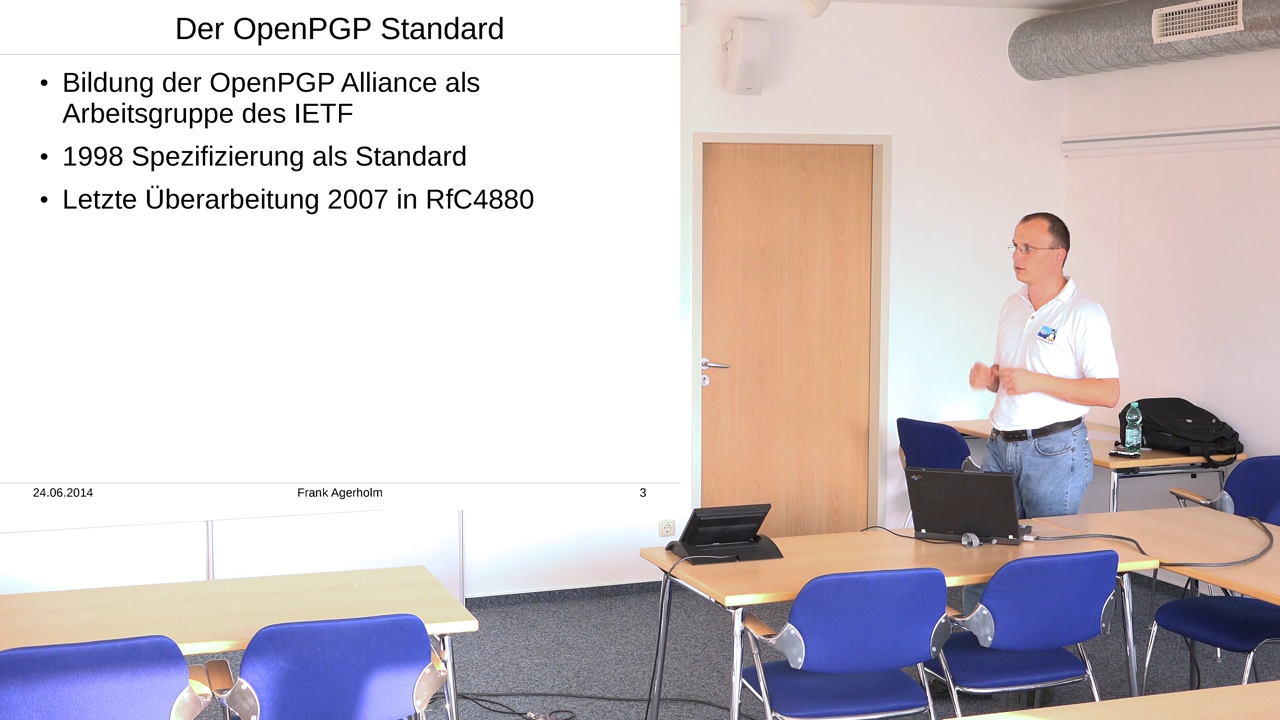 Der OpenPGP Standard
• Bildung der OpenPGP Alliance als
Arbeitsgruppe des IETF
• 1998 Spezifizierung als Standard
• Letzte Überarbeitung 2007 in RfC4880
24.06.2014 Frank Agerholm 3